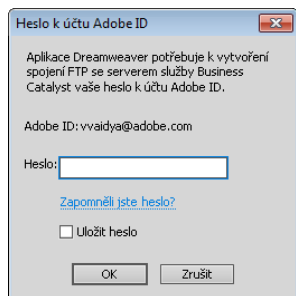 Heslo k účtu Adobe ID
Aplikace Dreamweaver potřebuje k vytvoření
spojení FTP se serverem služby Business
Catalyst vaše heslo k účtu Adobe ID.
Adobe ID: vvaidya@adobe.com
Heslo:
Zapomněli jste heslo?
Uložit heslo
OK Zrušit